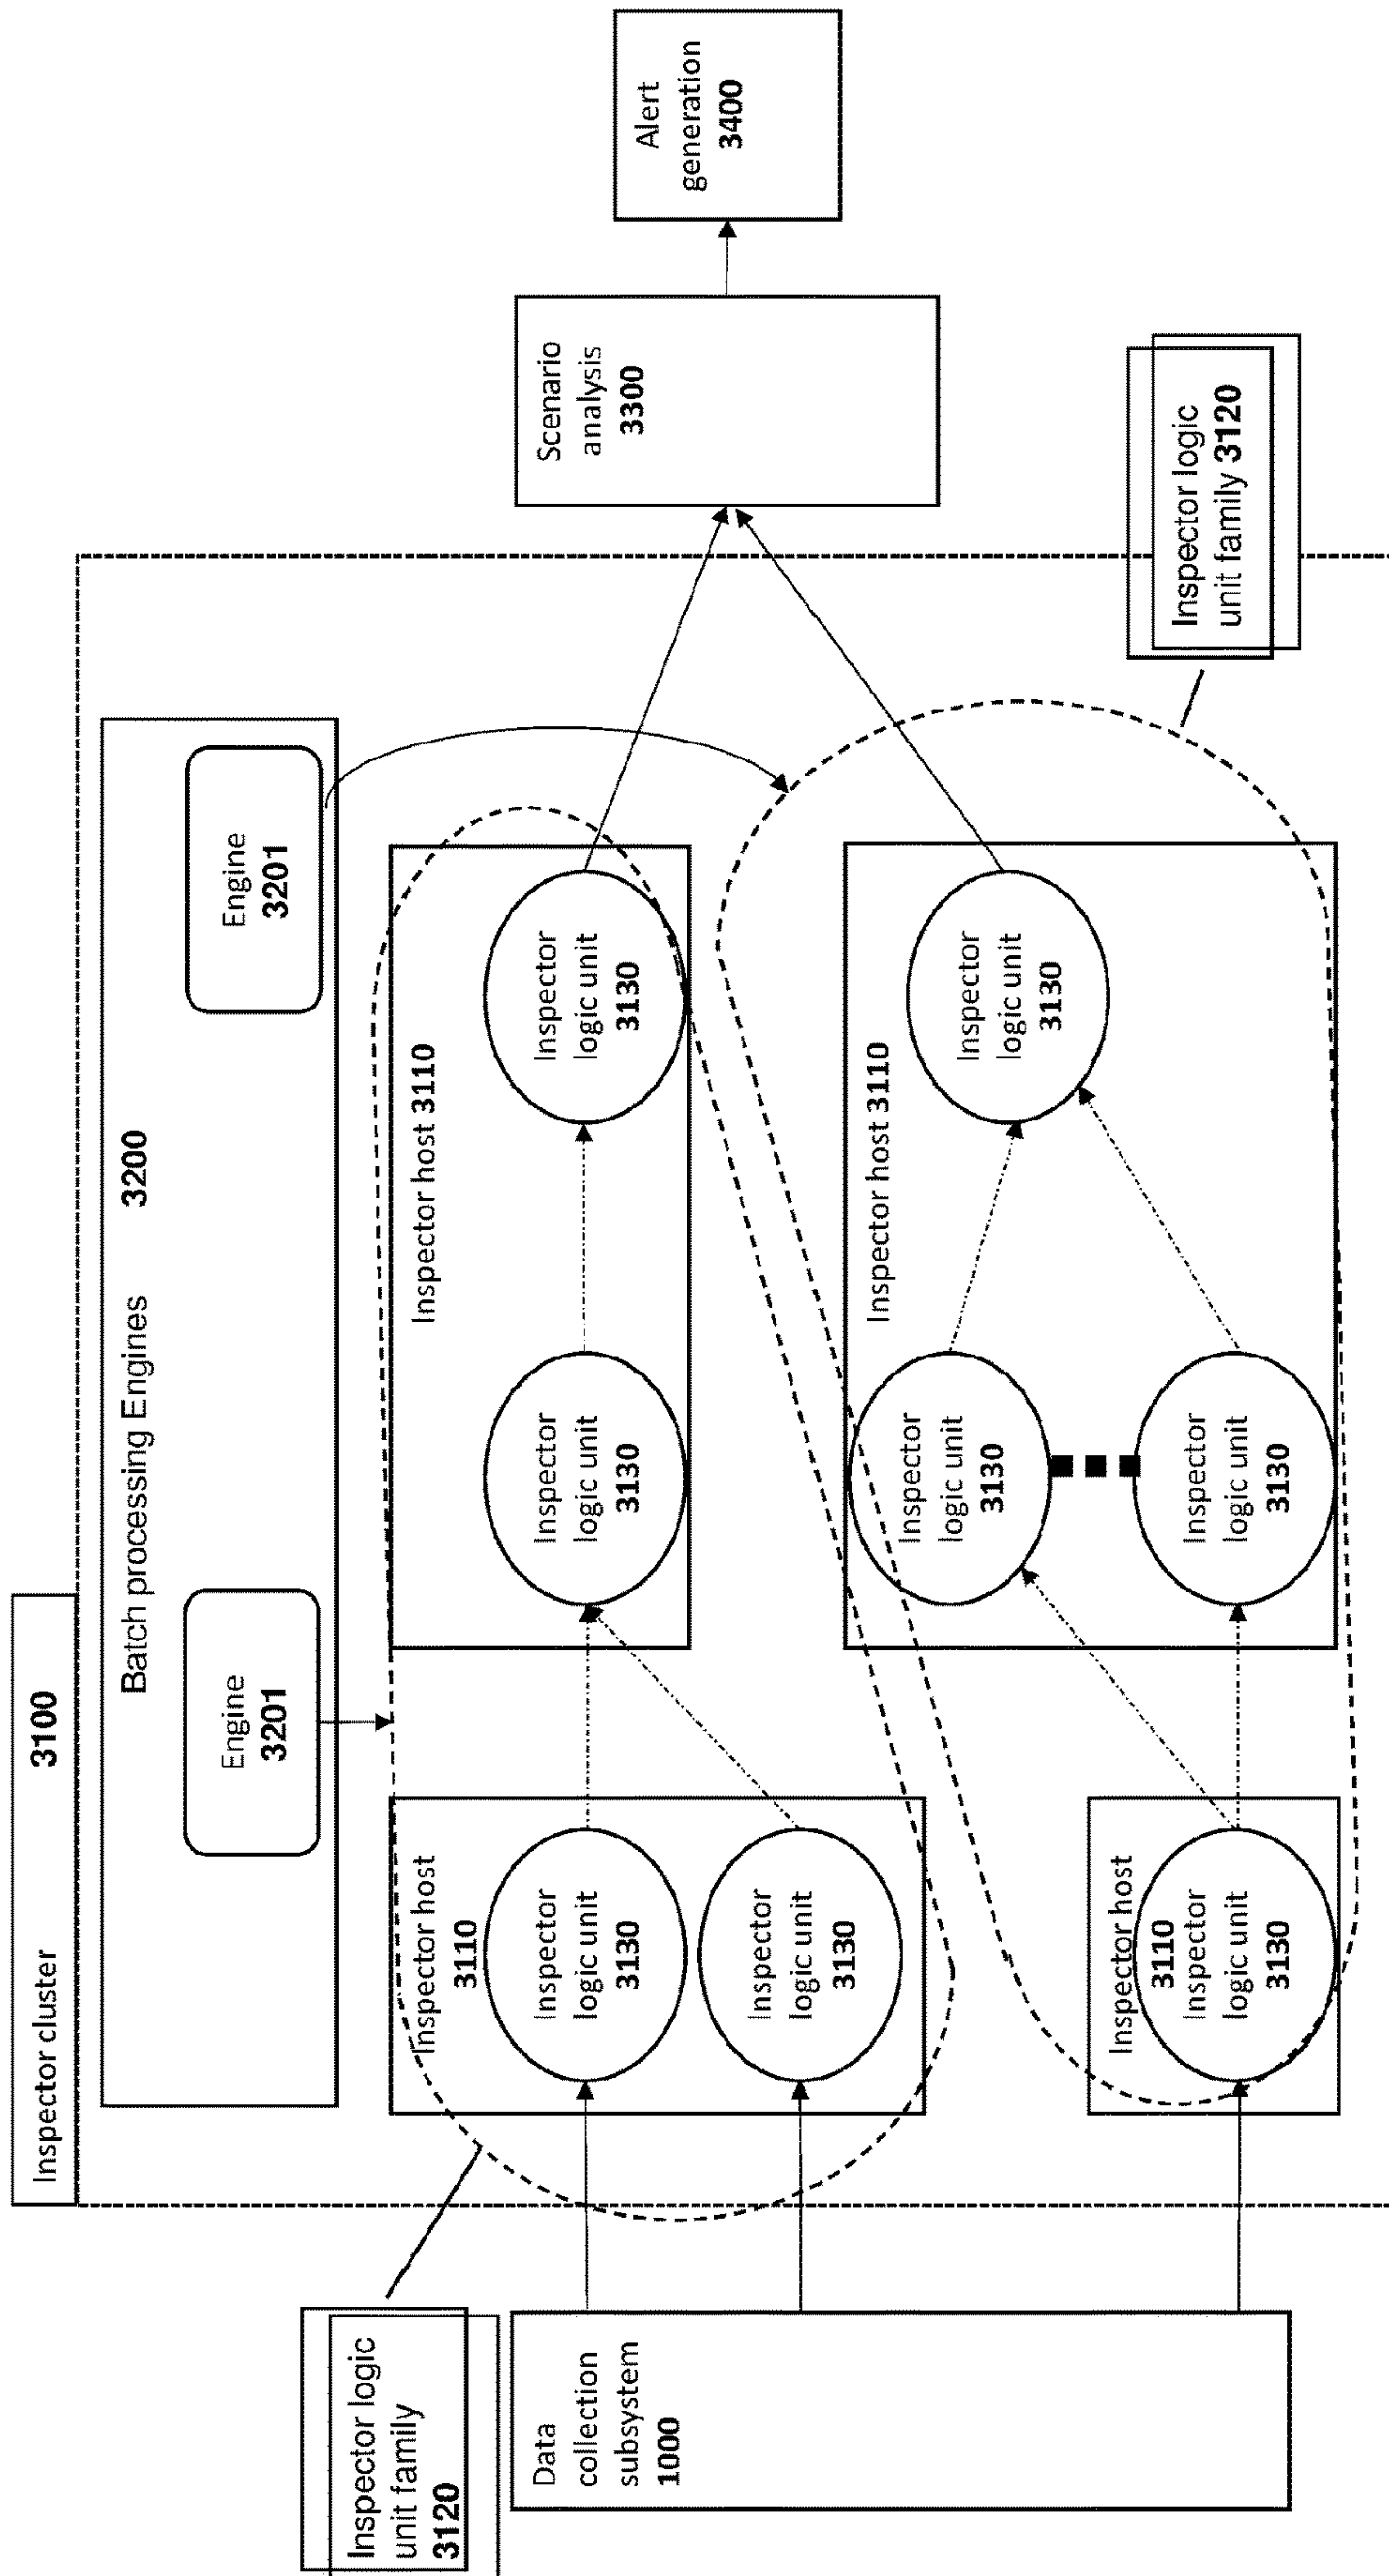 Inspector cluster 3100
Batch processing Engines 3200
Engine
3201
Engine
3201
Inspector logic
unit family
3120
Data
collection
subsystem
1000
Inspector host
3110
Inspector
logic unit
3130
Inspector
logic unit
3130
Inspector host 3110
Inspector
logic unit
3130
Inspector
logic unit
3130
Inspector host
3110
Inspector
logic unit
3130
Inspector host 3110
Inspector
logic unit
3130
Inspector
logic unit
3130
Inspector
logic unit
3130
Scenario
analysis
3300
Alert
generation
3400
Inspector logic
unit family 3120